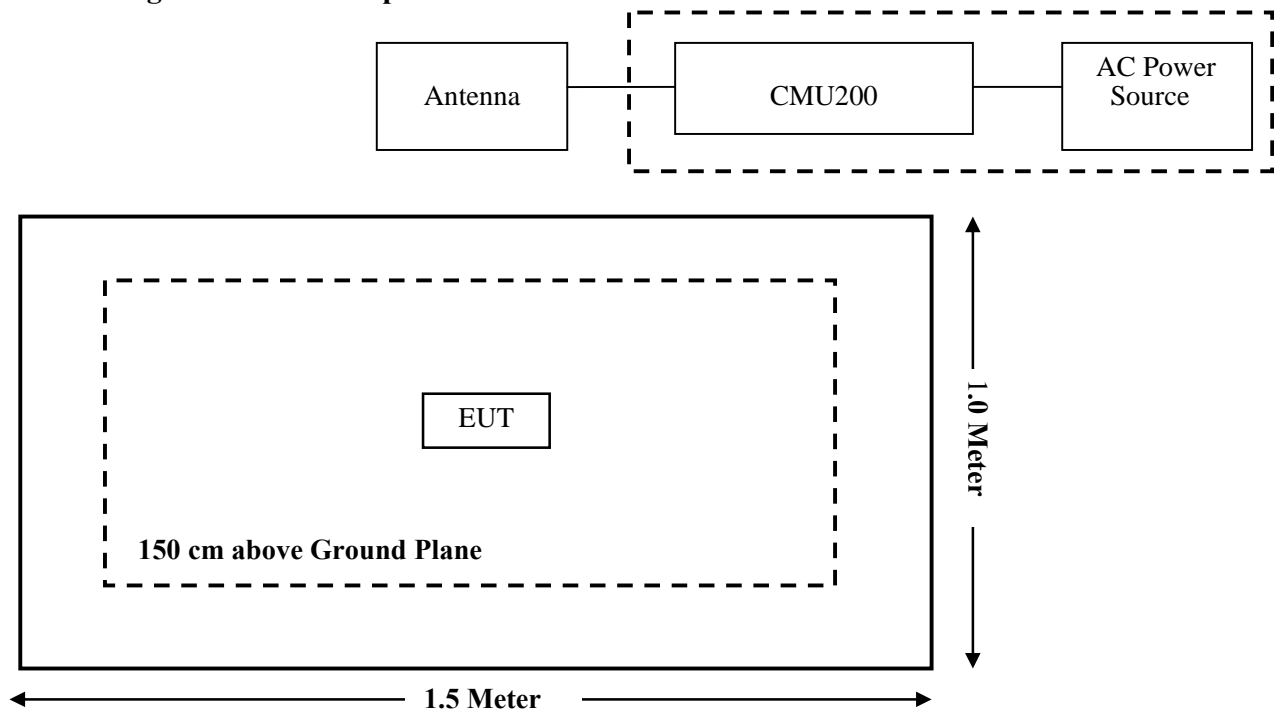 Antenna
CMU200
AC Power
Source
EUT
150 cm above Ground Plane
1.0 Meter
1.5 Meter